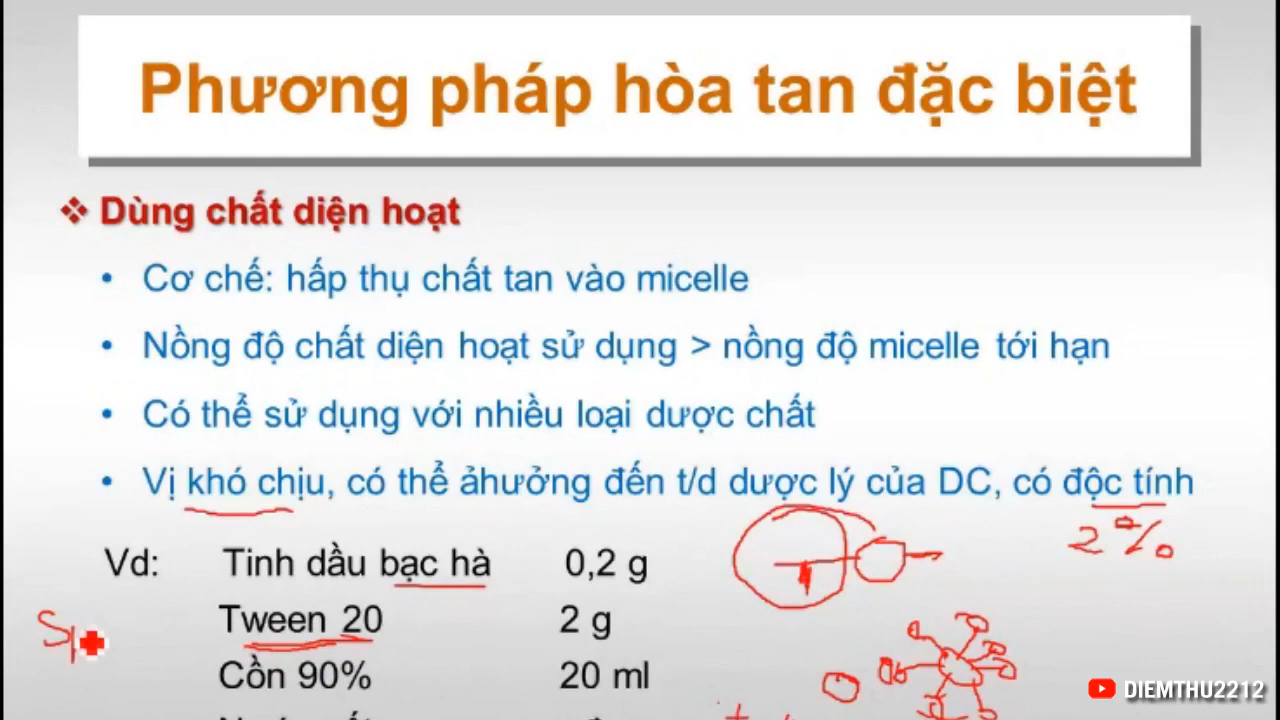 Phương pháp hòa tan đặc biệt
Dùng chất diện hoạt
Cơ chế: hấp thụ chất tan vào micelle
Nồng độ chất diện hoạt sử dụng > nồng độ micelle tới hạn
Có thể sử dụng với nhiều loại dược chất
Vị khó chịu, có thể ảhưởng đến t/d dược lý của DC, có độc tính
2%
Vd: Tinh dầu bạc hà 0,2 g
Tween 20 2 g
Cồn 90% 20 ml
DIEMTHU2212